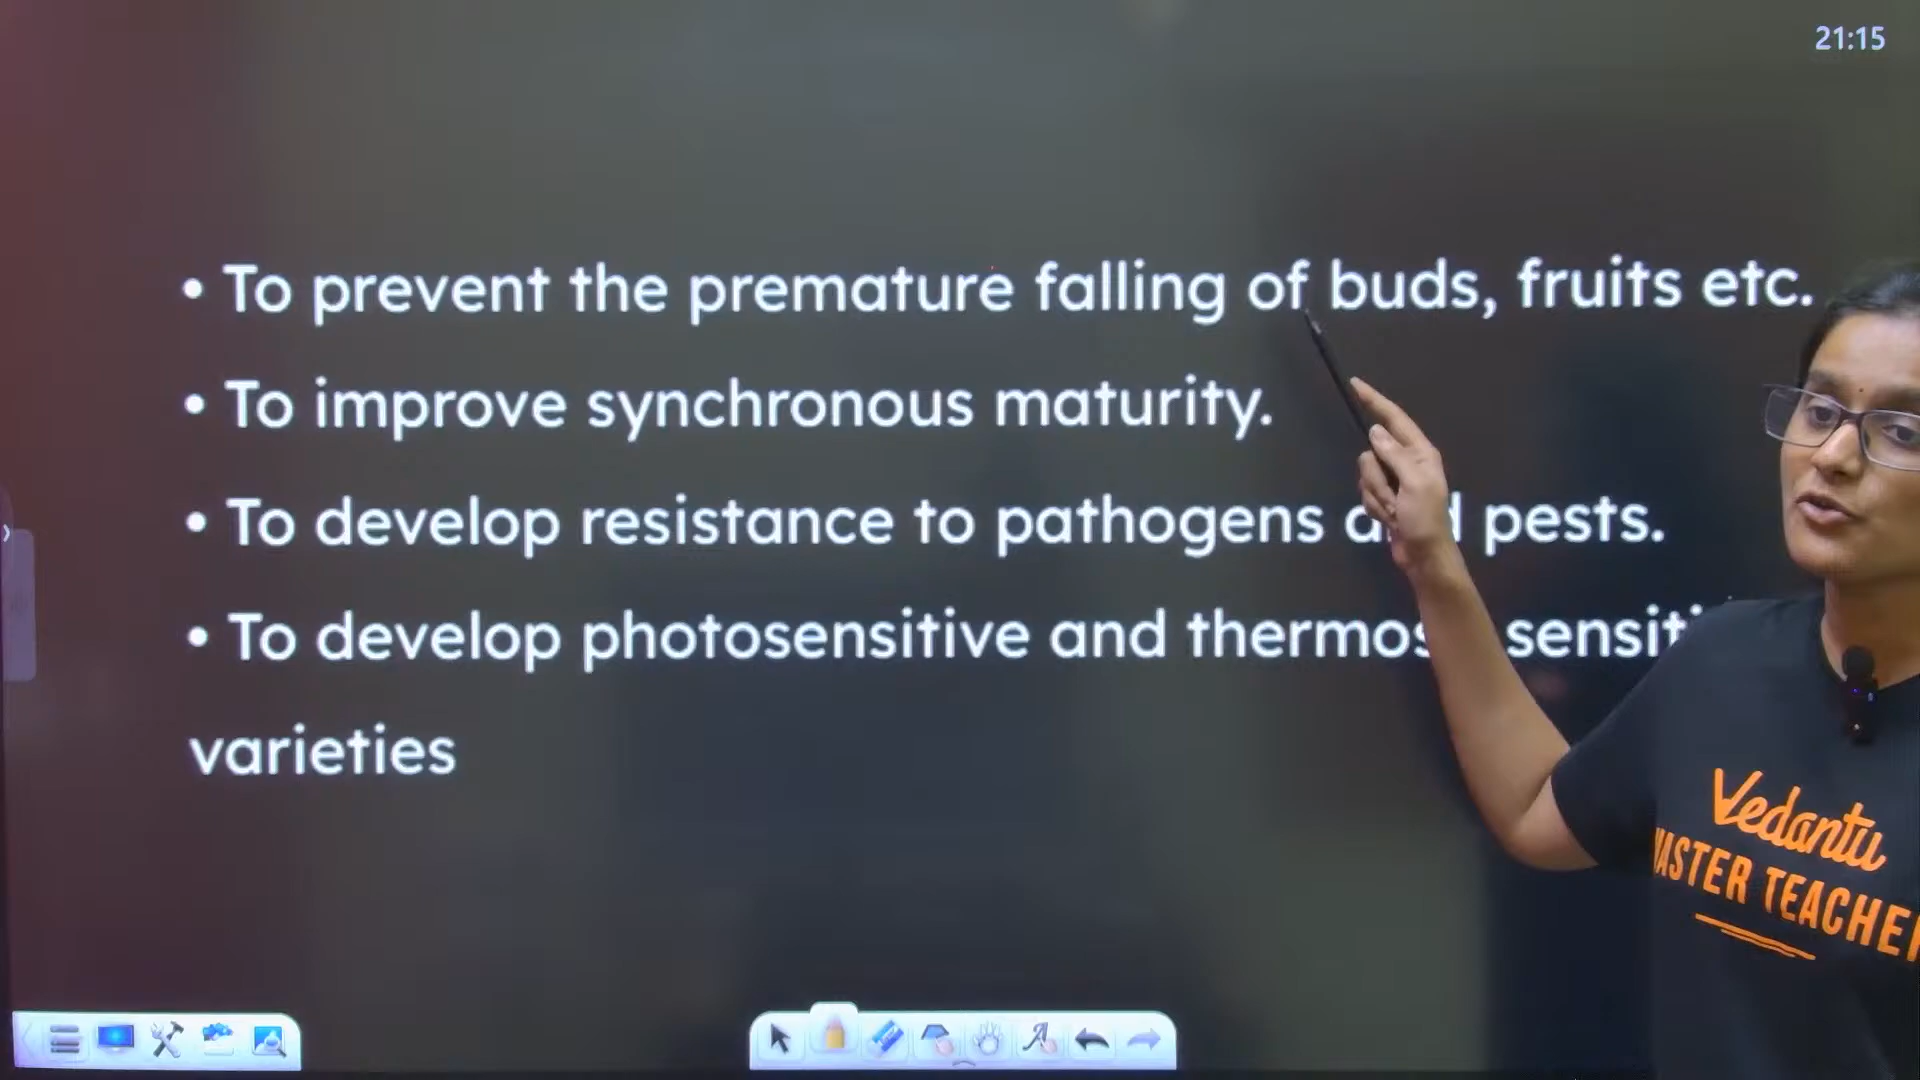 21:15
• To prevent the premature falling of buds, fruits etc.
• To improve synchronous maturity.
• To develop resistance to pathogens pests.
• To develop photosensitive and
varieties
Vedantu
TEACHER